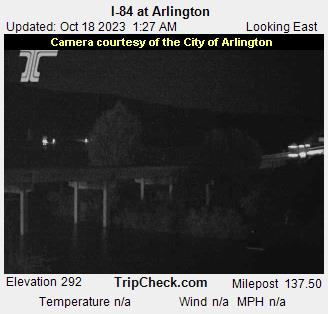 I-84 at Arlington
Updated: Oct 18 2023 1:27 AM Looking East
Camera courtesy of the City of Arlington
Elevation 292 TripCheck.com Milepost 137.50
Temperature n/a Wind n/a MPH n/a